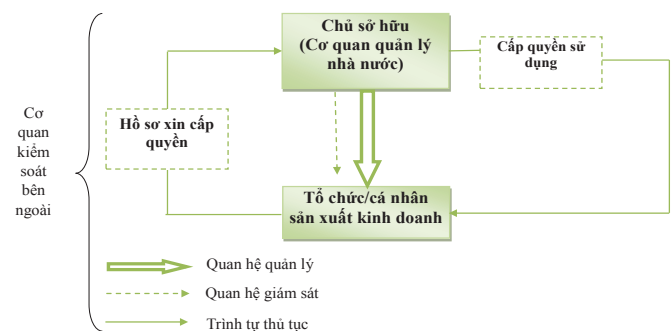 Cơ
quan
kiểm
soát
bên
ngoài
Chủ sở hữu
(Cơ quan quản lý
nhà nước)
Cấp quyền sử
dụng
Hồ sơ xin cấp
quyền
Tổ chức/cá nhân
sản xuất kinh doanh
Quan hệ quản lý
Quan hệ giám sát
Trình tự thủ tục